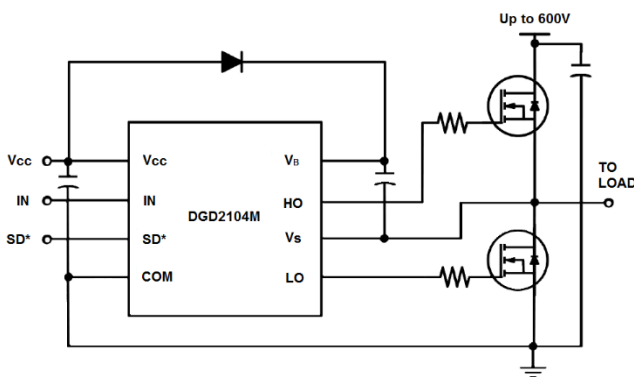 Up to 600V
Vcc
Vcc
VB
IN
IN
HO
TO
LOAD
DGD2104M
SD*
SD*
Vs
COM
LO